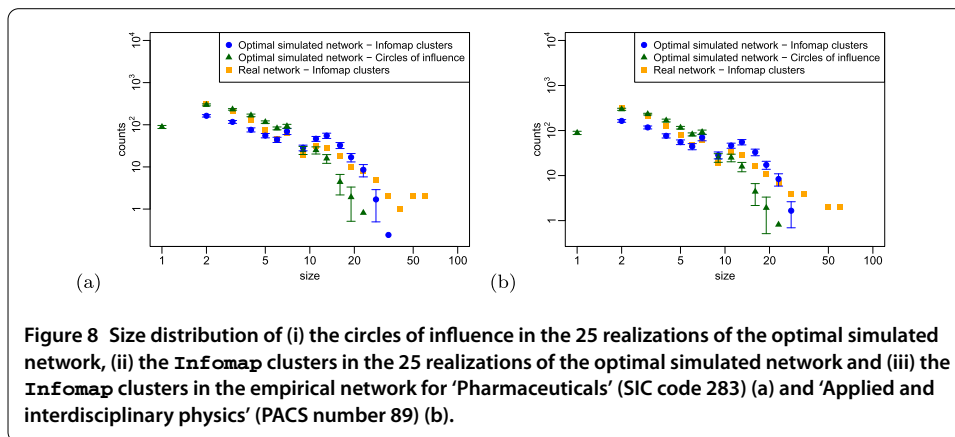 Optimal simulated network − Infomap clusters
Optimal simulated network − Circles of influence
Real network − Infomap clusters
10^4
10^3
10^2
10
1
counts
1 2 5 10 20 50 100
size
(a)
Optimal simulated network − Infomap clusters
Optimal simulated network − Circles of influence
Real network − Infomap clusters
10^4
10^3
10^2
10
1
counts
1 2 5 10 20 50 100
size
(b)
Figure 8 Size distribution of (i) the circles of influence in the 25 realizations of the optimal simulated
network, (ii) the Infomap clusters in the 25 realizations of the optimal simulated network and (iii) the
Infomap clusters in the empirical network for ‘Pharmaceuticals’ (SIC code 283) (a) and ‘Applied and
interdisciplinary physics’ (PACS number 89) (b).